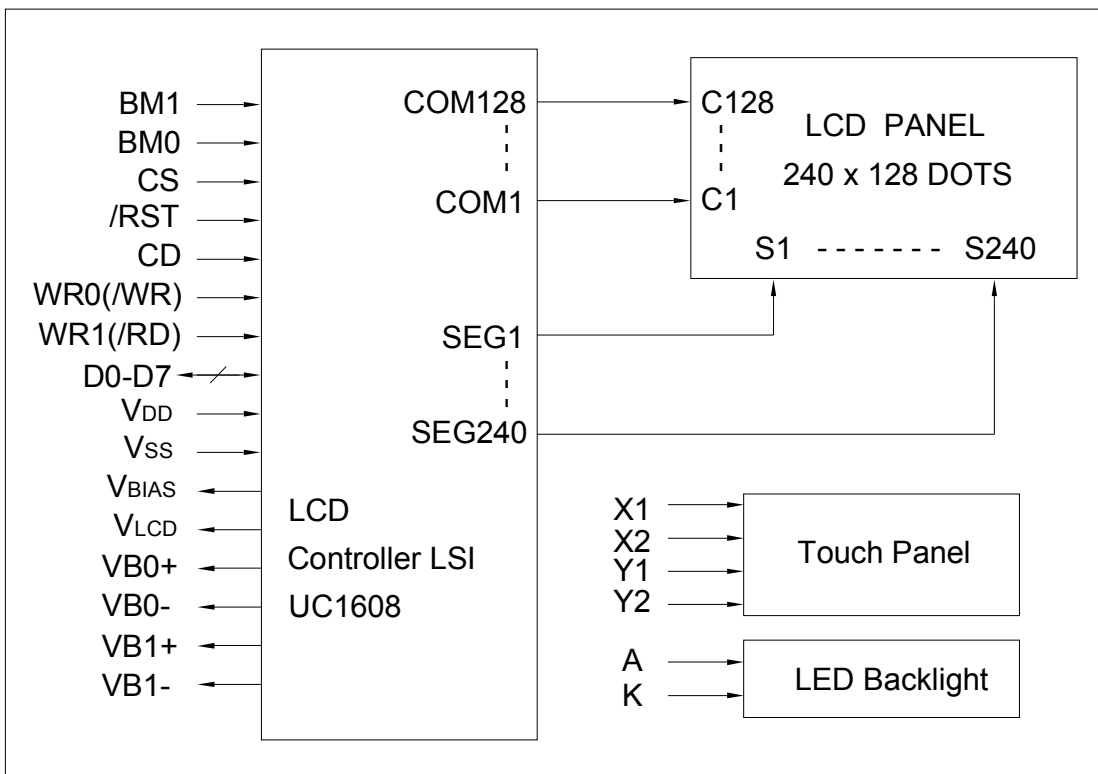 BM1
BM0
CS
/RST
CD
WR0(/WR)
WR1(/RD)
D0-D7
VDD
VSS
VBIAS
VLCD
VB0+
VB0-
VB1+
VB1-
COM128
COM1
SEG1
SEG240
LCD
Controller LSI
UC1608
C128
C1
LCD PANEL
240 x 128 DOTS
S1 - - - - - - - S240
X1
X2
Y1
Y2
Touch Panel
A
K
LED Backlight